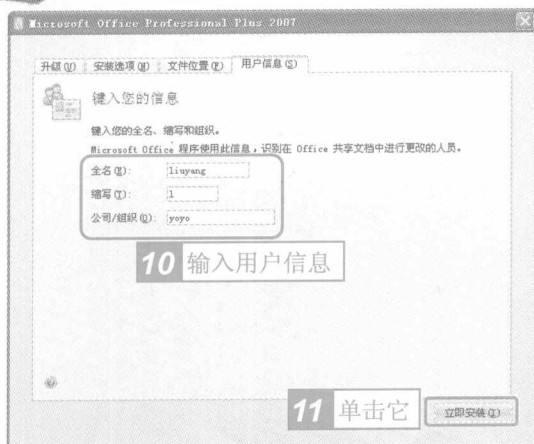 Microsoft Office Professional Plus 2007
升级(U) 安装选项(N) 文件位置(F) 用户信息(S)
键入您的信息
键入您的全名、缩写和组织。
Microsoft Office 程序使用此信息，识别在 Office 共享文档中进行更改的人员。
全名(E): liuyang
缩写(I): l
公司/组织(O): yoyo
10 输入用户信息
11 单击它
立即安装(I)